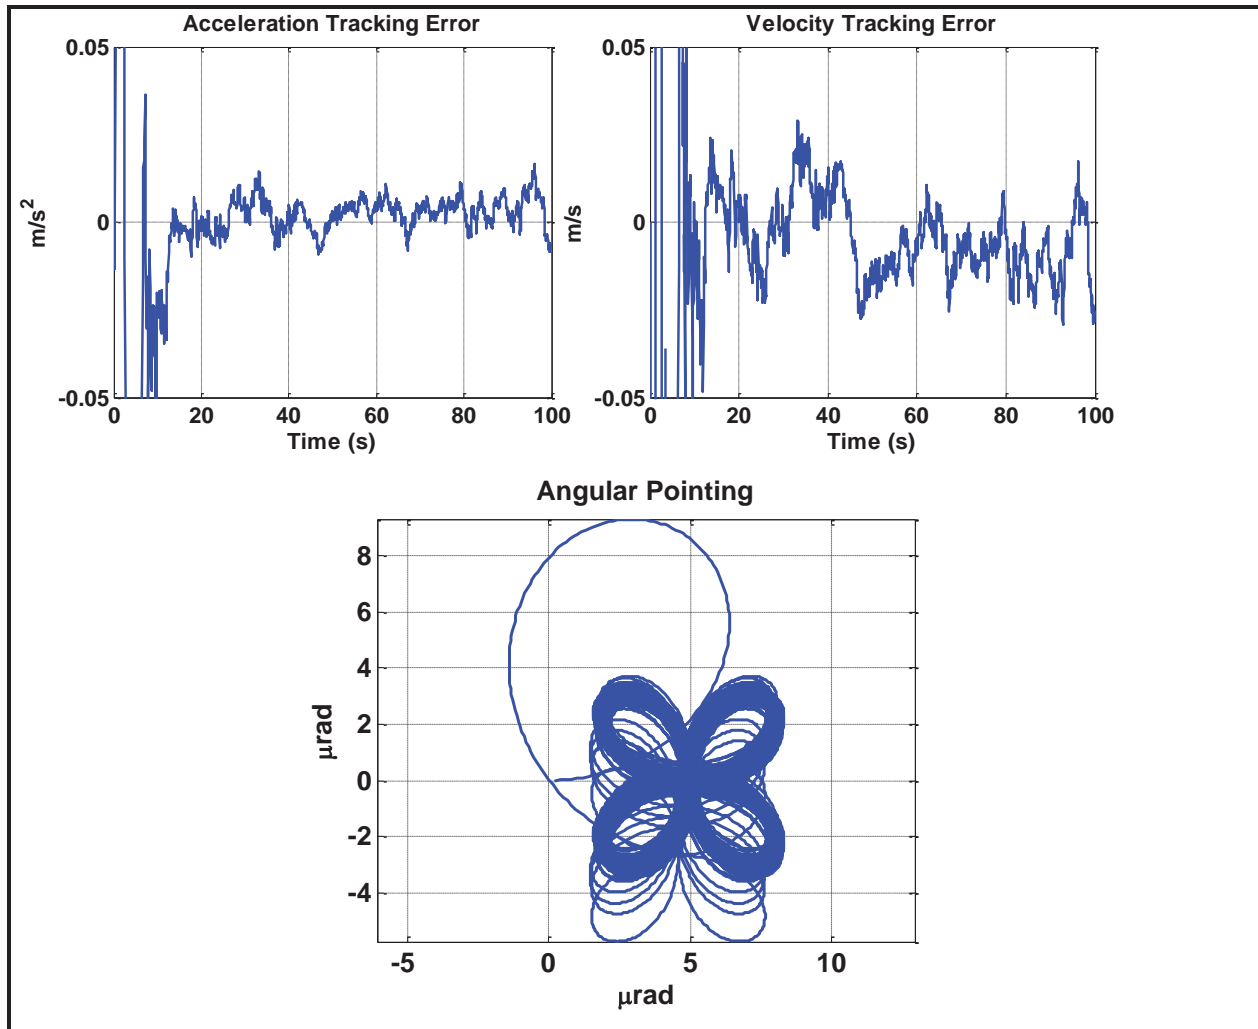 Acceleration Tracking Error
0.05
0
-0.05
m/s²
0 20 40 60 80 100
Time (s)
Velocity Tracking Error
0.05
0
-0.05
m/s
0 20 40 60 80 100
Time (s)
Angular Pointing
8
6
4
2
0
-2
-4
μrad
-5 0 5 10
μrad